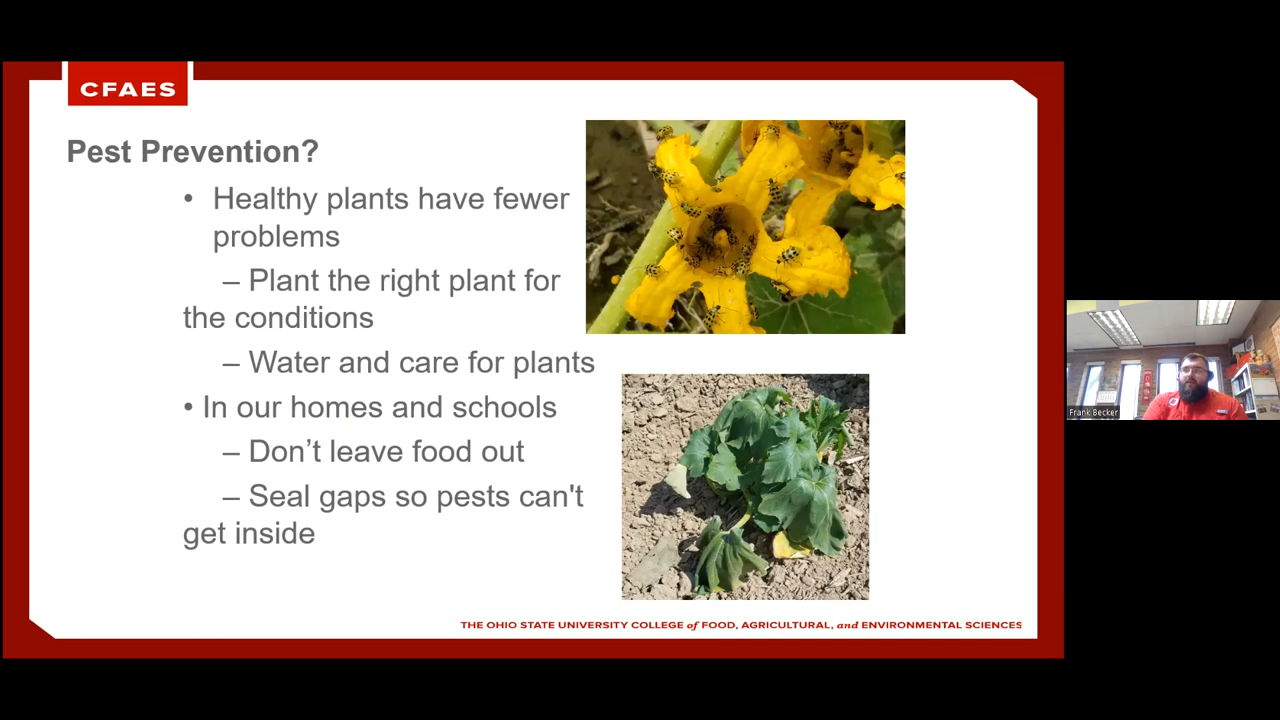 CFAES
Pest Prevention?
• Healthy plants have fewer
problems
– Plant the right plant for
the conditions
– Water and care for plants
• In our homes and schools
– Don’t leave food out
– Seal gaps so pests can't
get inside
THE OHIO STATE UNIVERSITY COLLEGE of FOOD, AGRICULTURAL, and ENVIRONMENTAL SCIENCES
Frank Becker